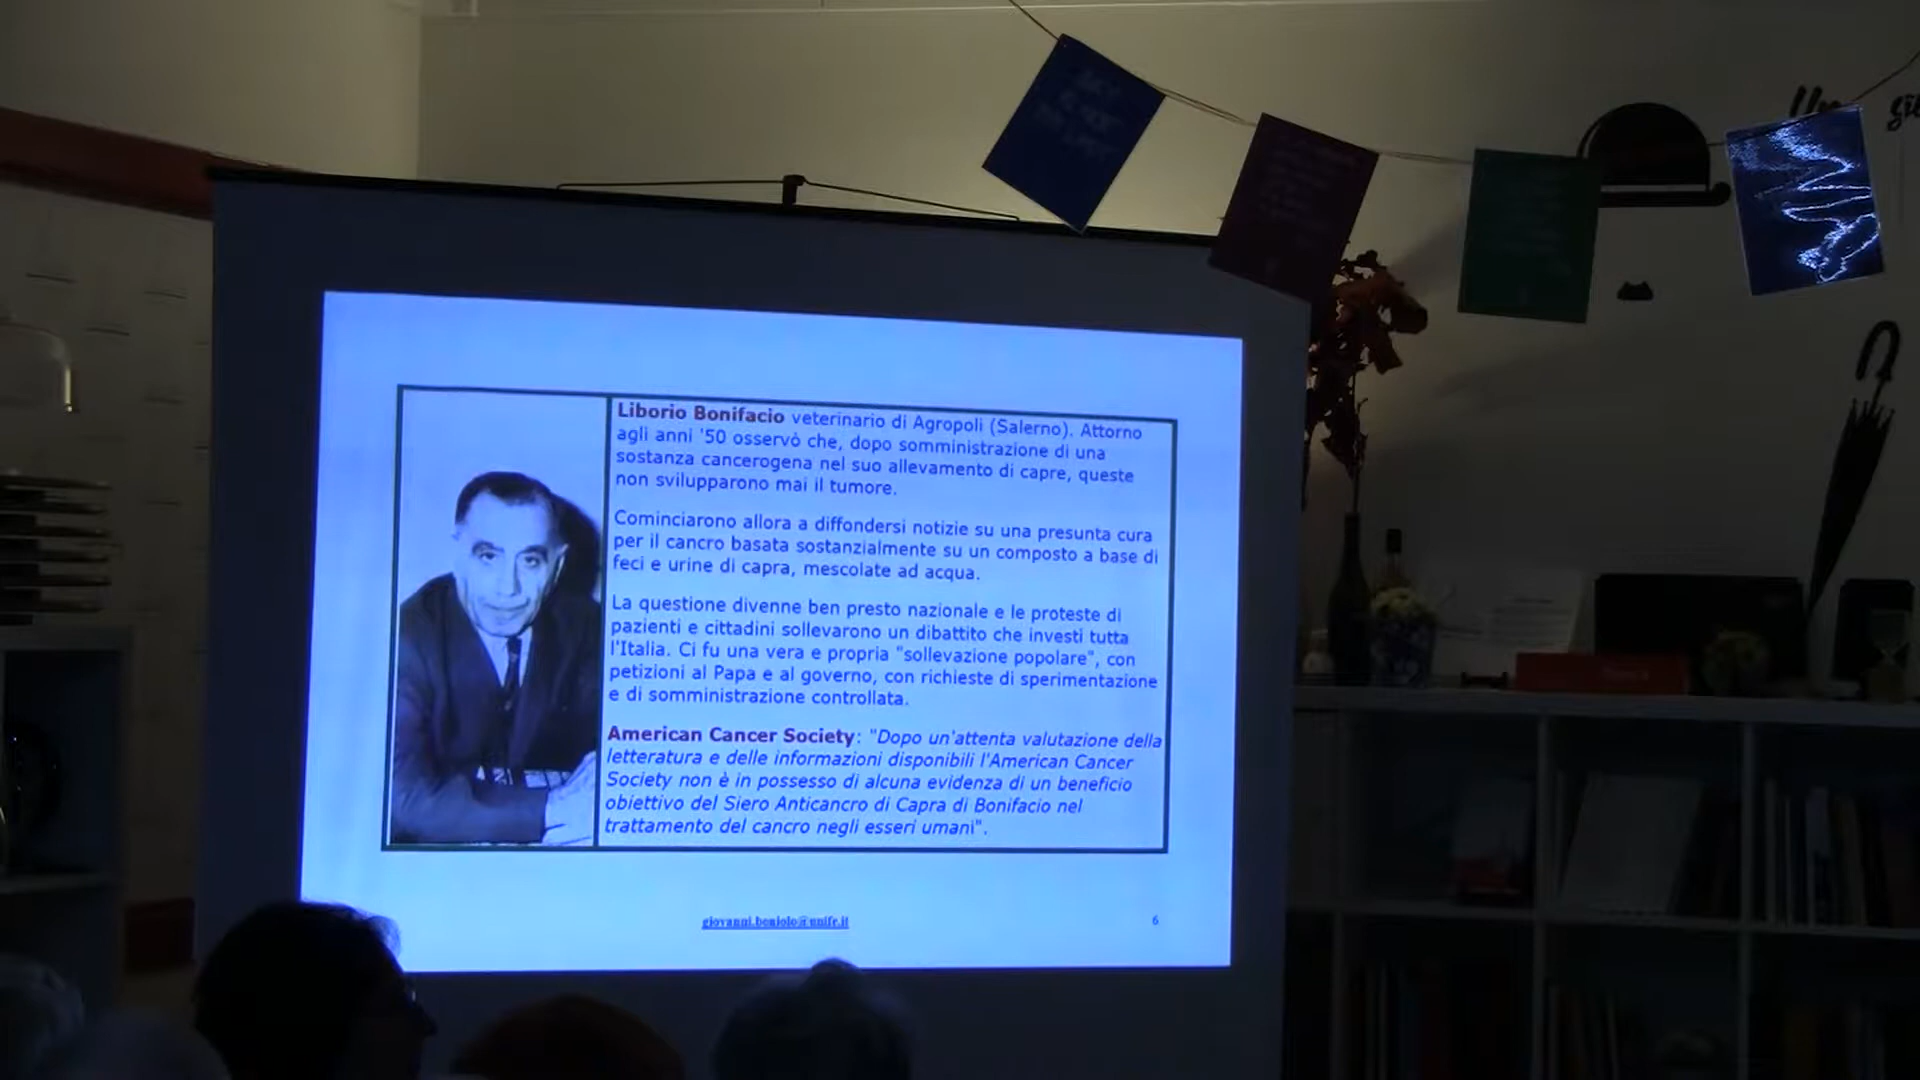 Liborio Bonifacio veterinario di Agropoli (Salerno). Attorno
agli anni '50 osservò che, dopo somministrazione di una
sostanza cancerogena nel suo allevamento di capre, queste
non svilupparono mai il tumore.
Cominciarono allora a diffondersi notizie su una presunta cura
per il cancro basata sostanzialmente su un composto a base di
feci e urine di capra, mescolate ad acqua.
La questione divenne ben presto nazionale e le proteste di
pazienti e cittadini sollevarono un dibattito che investì tutta
l'Italia. Ci fu una vera e propria "sollevazione popolare", con
petizioni al Papa e al governo, con richieste di sperimentazione
e di somministrazione controllata.
American Cancer Society: "Dopo un'attenta valutazione della
letteratura e delle informazioni disponibili l'American Cancer
Society non è in possesso di alcuna evidenza di un beneficio
obiettivo del Siero Anticancro di Capra di Bonifacio nel
trattamento del cancro negli esseri umani".
giovanni.boniolo@unife.it
6